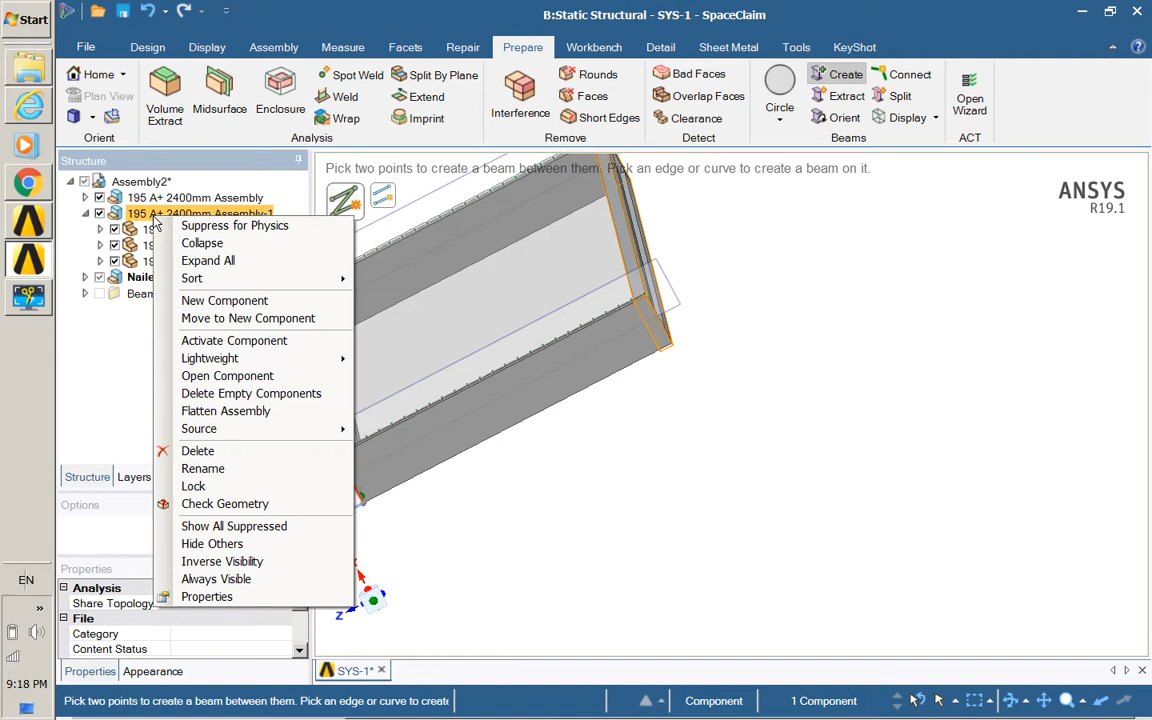 Start
B:Static Structural - SYS-1 - SpaceClaim
File Design Display Assembly Measure Facets Repair Prepare Workbench Detail Sheet Metal Tools KeyShot
Home
Plan View
Orient
Volume
Extract
Midsurface
Enclosure
Spot Weld
Weld
Wrap
Split By Plane
Extend
Imprint
Analysis
Interference
Rounds
Faces
Short Edges
Remove
Bad Faces
Overlap Faces
Clearance
Detect
Circle
Create
Extract
Orient
Connect
Split
Display
Beams
Open
Wizard
ACT
Structure
Assembly2*
195 A+ 2400mm Assembly
195 A+ 2400mm Assembly-1
19
19
19
Naile
Beam
Structure Layers
Options
Properties
Analysis
Share Topology
File
Category
Content Status
Properties Appearance
Suppress for Physics
Collapse
Expand All
Sort
New Component
Move to New Component
Activate Component
Lightweight
Open Component
Delete Empty Components
Flatten Assembly
Source
Delete
Rename
Lock
Check Geometry
Show All Suppressed
Hide Others
Inverse Visibility
Always Visible
Properties
Pick two points to create a beam between them. Pick an edge or curve to create a beam on it.
ANSYS
R19.1
Z
SYS-1*
EN
»
9:18 PM
Pick two points to create a beam between them. Pick an edge or curve to create
Component
1 Component